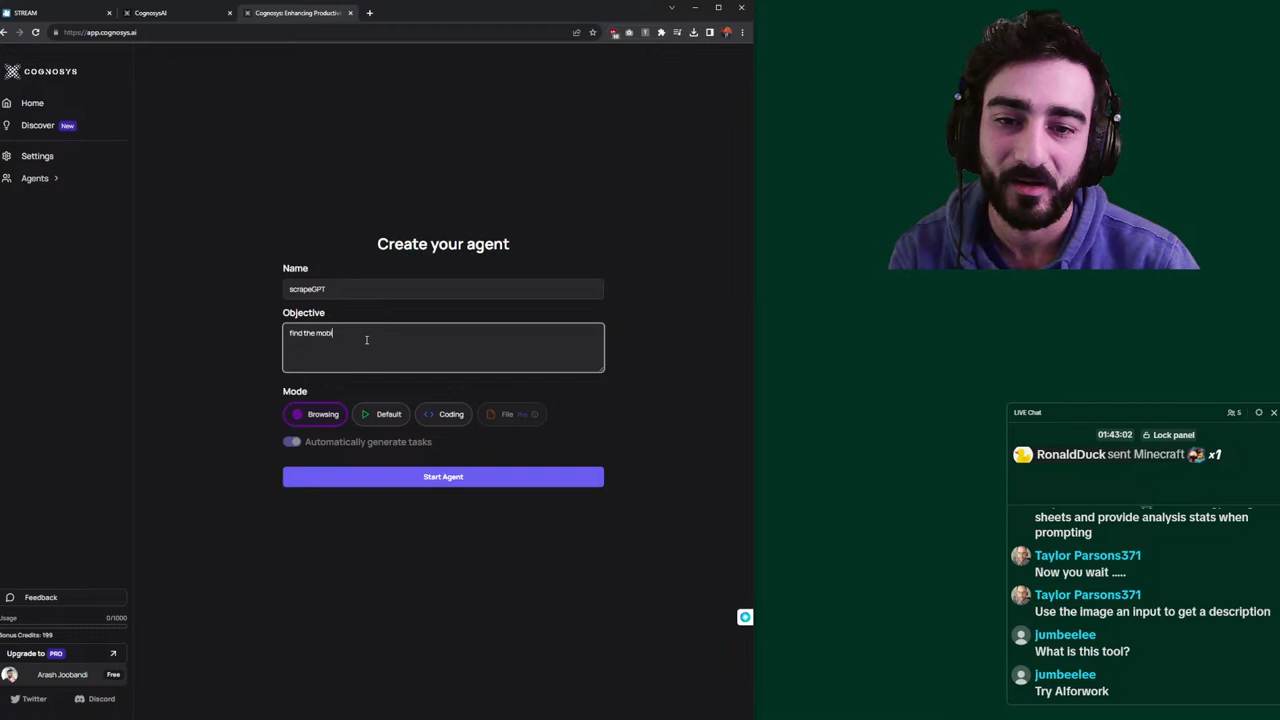 STREAM
CognosysAI
Cognosys: Enhancing Productiv
https://app.cognosys.ai
COGNOSYS
Home
Discover New
Settings
Agents
Create your agent
Name
scrapeGPT
Objective
find the mobi
Mode
Browsing Default Coding File Pro
Automatically generate tasks
Start Agent
Feedback
Usage 0/1000
Bonus Credits: 199
Upgrade to PRO
Arash Joobandi Free
Twitter Discord
LIVE Chat 5
01:43:02 Lock panel
RonaldDuck sent Minecraft x1
sheets and provide analysis stats when
prompting
Taylor Parsons371
Now you wait .....
Taylor Parsons371
Use the image an input to get a description
jumbeelee
What is this tool?
jumbeelee
Try AIforwork